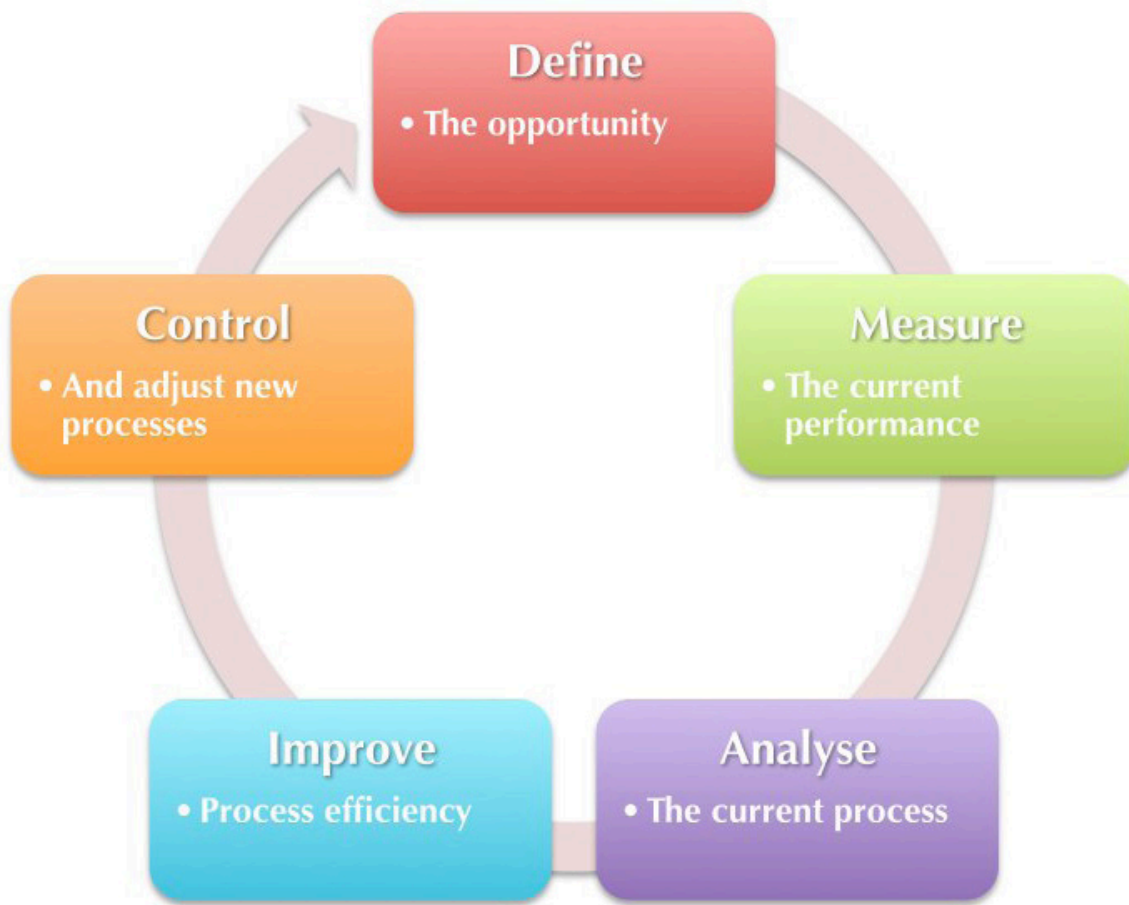 Define
• The opportunity
Measure
• The current
performance
Analyse
• The current process
Improve
• Process efficiency
Control
• And adjust new
processes